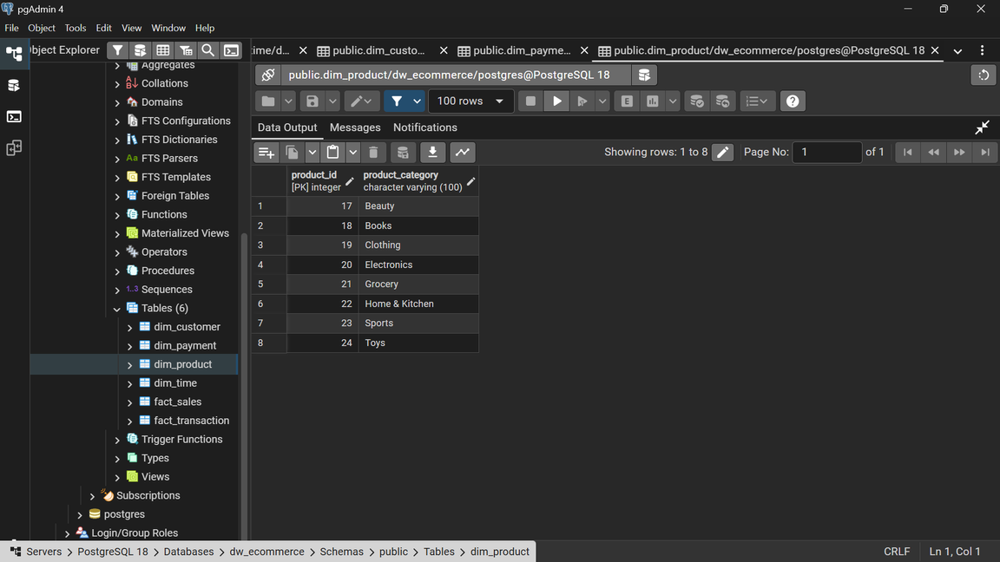 pgAdmin 4
File Object Tools Edit View Window Help
bject Explorer
Aggregates
Collations
Domains
FTS Configurations
FTS Dictionaries
Aa FTS Parsers
FTS Templates
Foreign Tables
Functions
Materialized Views
Operators
Procedures
1..3 Sequences
Tables (6)
dim_customer
dim_payment
dim_product
dim_time
fact_sales
fact_transaction
Trigger Functions
Types
Views
Subscriptions
postgres
Login/Group Roles
time/d... public.dim_custo... public.dim_payme... public.dim_product/dw_ecommerce/postgres@PostgreSQL 18
public.dim_product/dw_ecommerce/postgres@PostgreSQL 18
100 rows E
Data Output Messages Notifications
Showing rows: 1 to 8 Page No: 1 of 1
product_id product_category
[PK] integer character varying (100)
1 17 Beauty
2 18 Books
3 19 Clothing
4 20 Electronics
5 21 Grocery
6 22 Home & Kitchen
7 23 Sports
8 24 Toys
Servers > PostgreSQL 18 > Databases > dw_ecommerce > Schemas > public > Tables > dim_product
CRLF Ln 1, Col 1